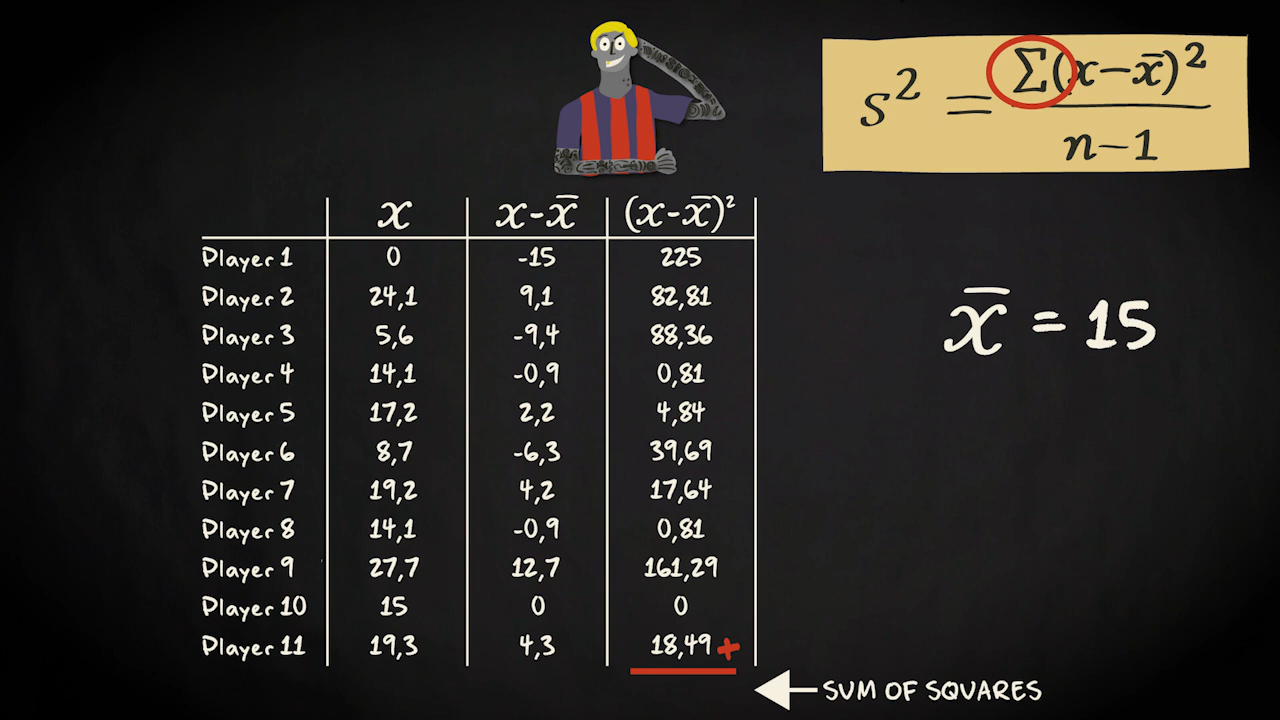 s² = Σ(x-x̄)² / n-1
x x-x̄ (x-x̄)²
Player 1 0 -15 225
Player 2 24,1 9,1 82,81
Player 3 5,6 -9,4 88,36
Player 4 14,1 -0,9 0,81
Player 5 17,2 2,2 4,84
Player 6 8,7 -6,3 39,69
Player 7 19,2 4,2 17,64
Player 8 14,1 -0,9 0,81
Player 9 27,7 12,7 161,29
Player 10 15 0 0
Player 11 19,3 4,3 18,49 +
x̄ = 15
SUM OF SQUARES